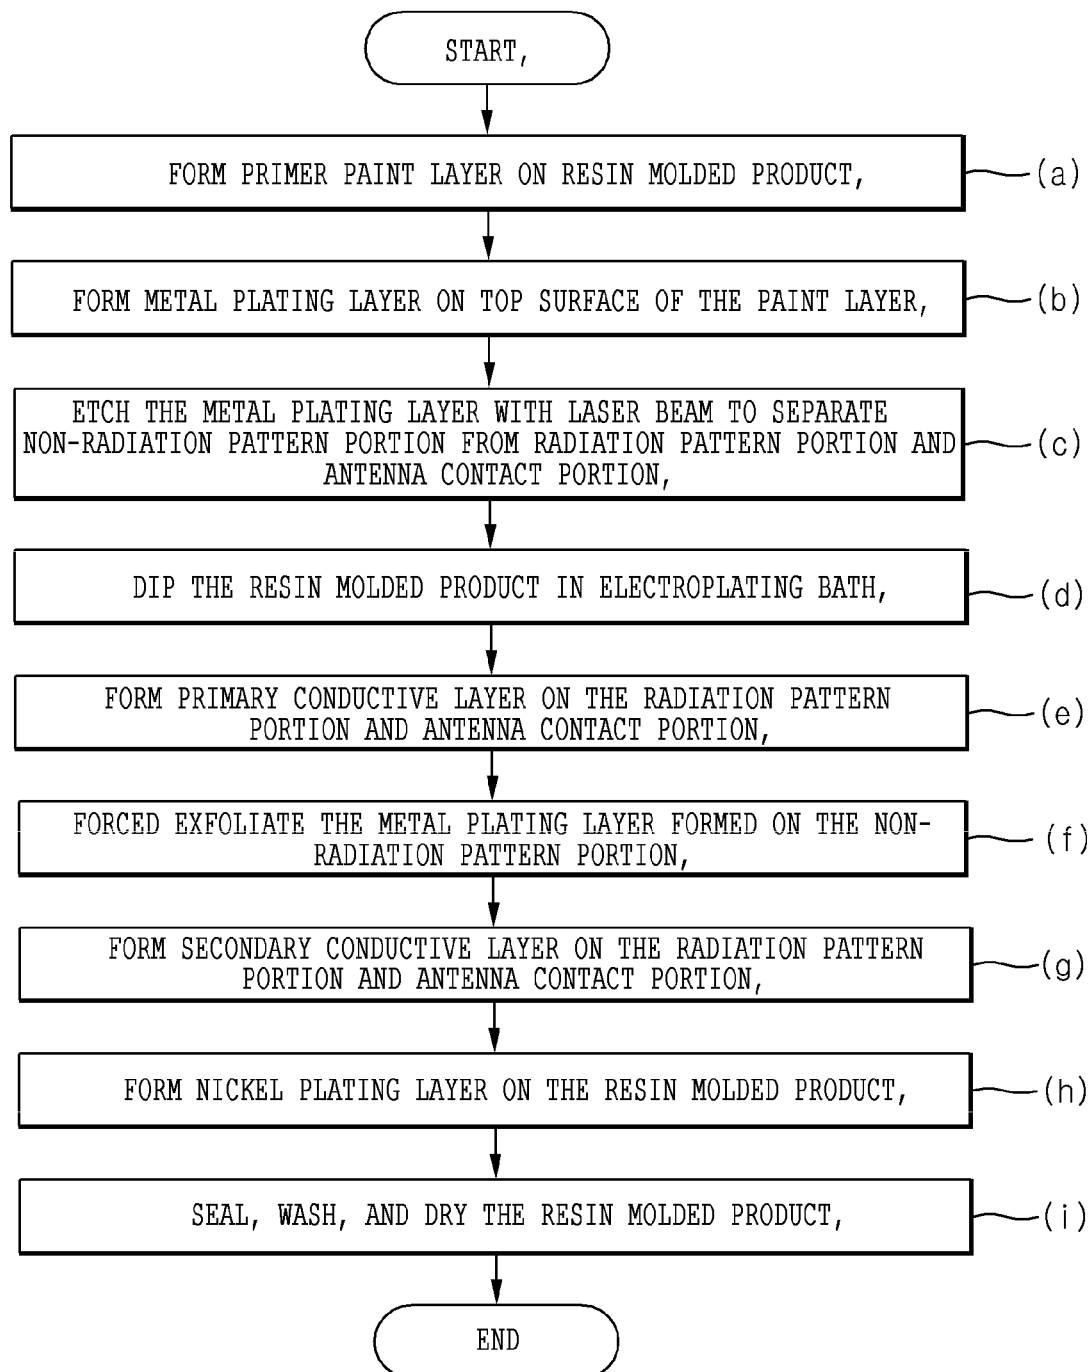 START,
FORM PRIMER PAINT LAYER ON RESIN MOLDED PRODUCT,
(a)
FORM METAL PLATING LAYER ON TOP SURFACE OF THE PAINT LAYER,
(b)
ETCH THE METAL PLATING LAYER WITH LASER BEAM TO SEPARATE
NON-RADIATION PATTERN PORTION FROM RADIATION PATTERN PORTION AND
ANTENNA CONTACT PORTION,
(c)
DIP THE RESIN MOLDED PRODUCT IN ELECTROPLATING BATH,
(d)
FORM PRIMARY CONDUCTIVE LAYER ON THE RADIATION PATTERN
PORTION AND ANTENNA CONTACT PORTION,
(e)
FORCED EXFOLIATE THE METAL PLATING LAYER FORMED ON THE NON-
RADIATION PATTERN PORTION,
(f)
FORM SECONDARY CONDUCTIVE LAYER ON THE RADIATION PATTERN
PORTION AND ANTENNA CONTACT PORTION,
(g)
FORM NICKEL PLATING LAYER ON THE RESIN MOLDED PRODUCT,
(h)
SEAL, WASH, AND DRY THE RESIN MOLDED PRODUCT,
(i)
END